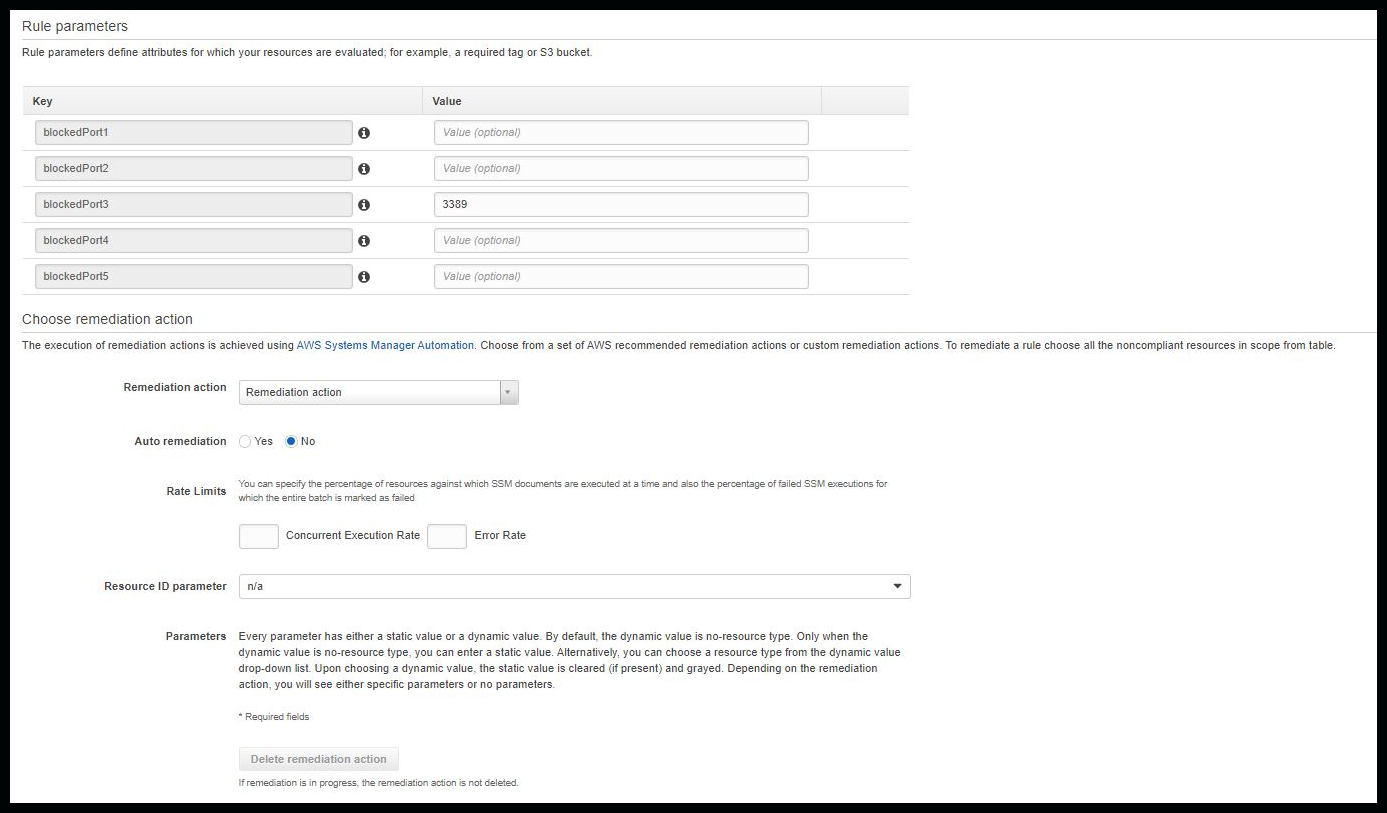 Rule parameters
Rule parameters define attributes for which your resources are evaluated; for example, a required tag or S3 bucket.
Key Value
blockedPort1 Value (optional)
blockedPort2 Value (optional)
blockedPort3 3389
blockedPort4 Value (optional)
blockedPort5 Value (optional)
Choose remediation action
The execution of remediation actions is achieved using AWS Systems Manager Automation. Choose from a set of AWS recommended remediation actions or custom remediation actions. To remediate a rule choose all the noncompliant resources in scope from table.
Remediation action Remediation action
Auto remediation Yes No
Rate Limits You can specify the percentage of resources against which SSM documents are executed at a time and also the percentage of failed SSM executions for
which the entire batch is marked as failed
Concurrent Execution Rate Error Rate
Resource ID parameter n/a
Parameters Every parameter has either a static value or a dynamic value. By default, the dynamic value is no-resource type. Only when the
dynamic value is no-resource type, you can enter a static value. Alternatively, you can choose a resource type from the dynamic value
drop-down list. Upon choosing a dynamic value, the static value is cleared (if present) and grayed. Depending on the remediation
action, you will see either specific parameters or no parameters.
* Required fields
Delete remediation action
If remediation is in progress, the remediation action is not deleted.